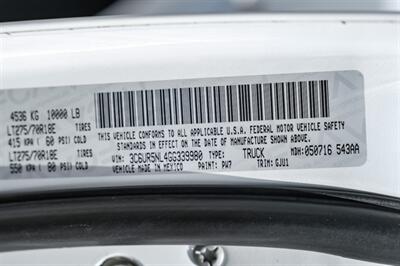 4536 KG 10000 LB
LT275/70R18E TIRES
415 KPA ( 60 PSI) COLD
LT275/70R18E TIRES
550 KPA ( 80 PSI) COLD
THIS VEHICLE CONFORMS TO ALL APPLICABLE U.S.A. FEDERAL MOTOR VEHICLE SAFETY
STANDARDS IN EFFECT ON THE DATE OF MANUFACTURE SHOWN ABOVE.
VIN: 3C6UR5NL4GG339980 TYPE: TRUCK MDH:050716 543AA
VEHICLE MADE IN MEXICO PAINT: PW7 TRIM: GJU1